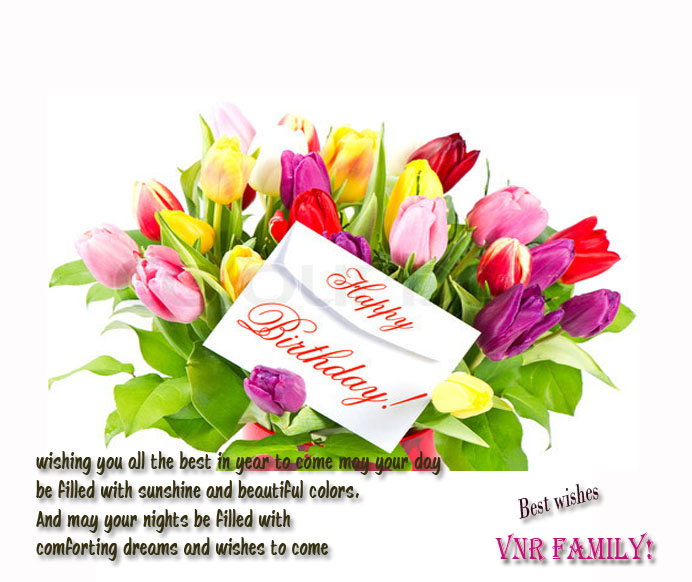 Happy
Birthday!
wishing you all the best in year to come may your day
be filled with sunshine and beautiful colors.
And may your nights be filled with
comforting dreams and wishes to come
Best wishes
VNR FAMILY!